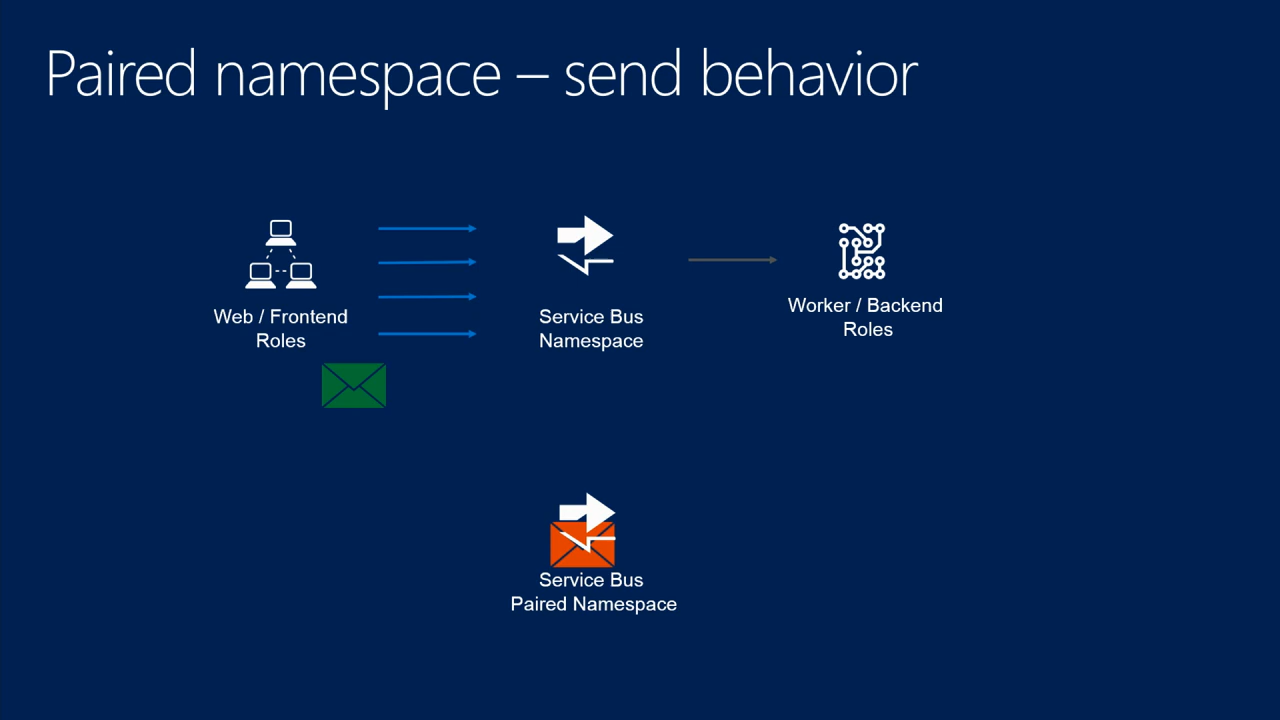 Paired namespace – send behavior
Web / Frontend
Roles
Service Bus
Namespace
Worker / Backend
Roles
Service Bus
Paired Namespace